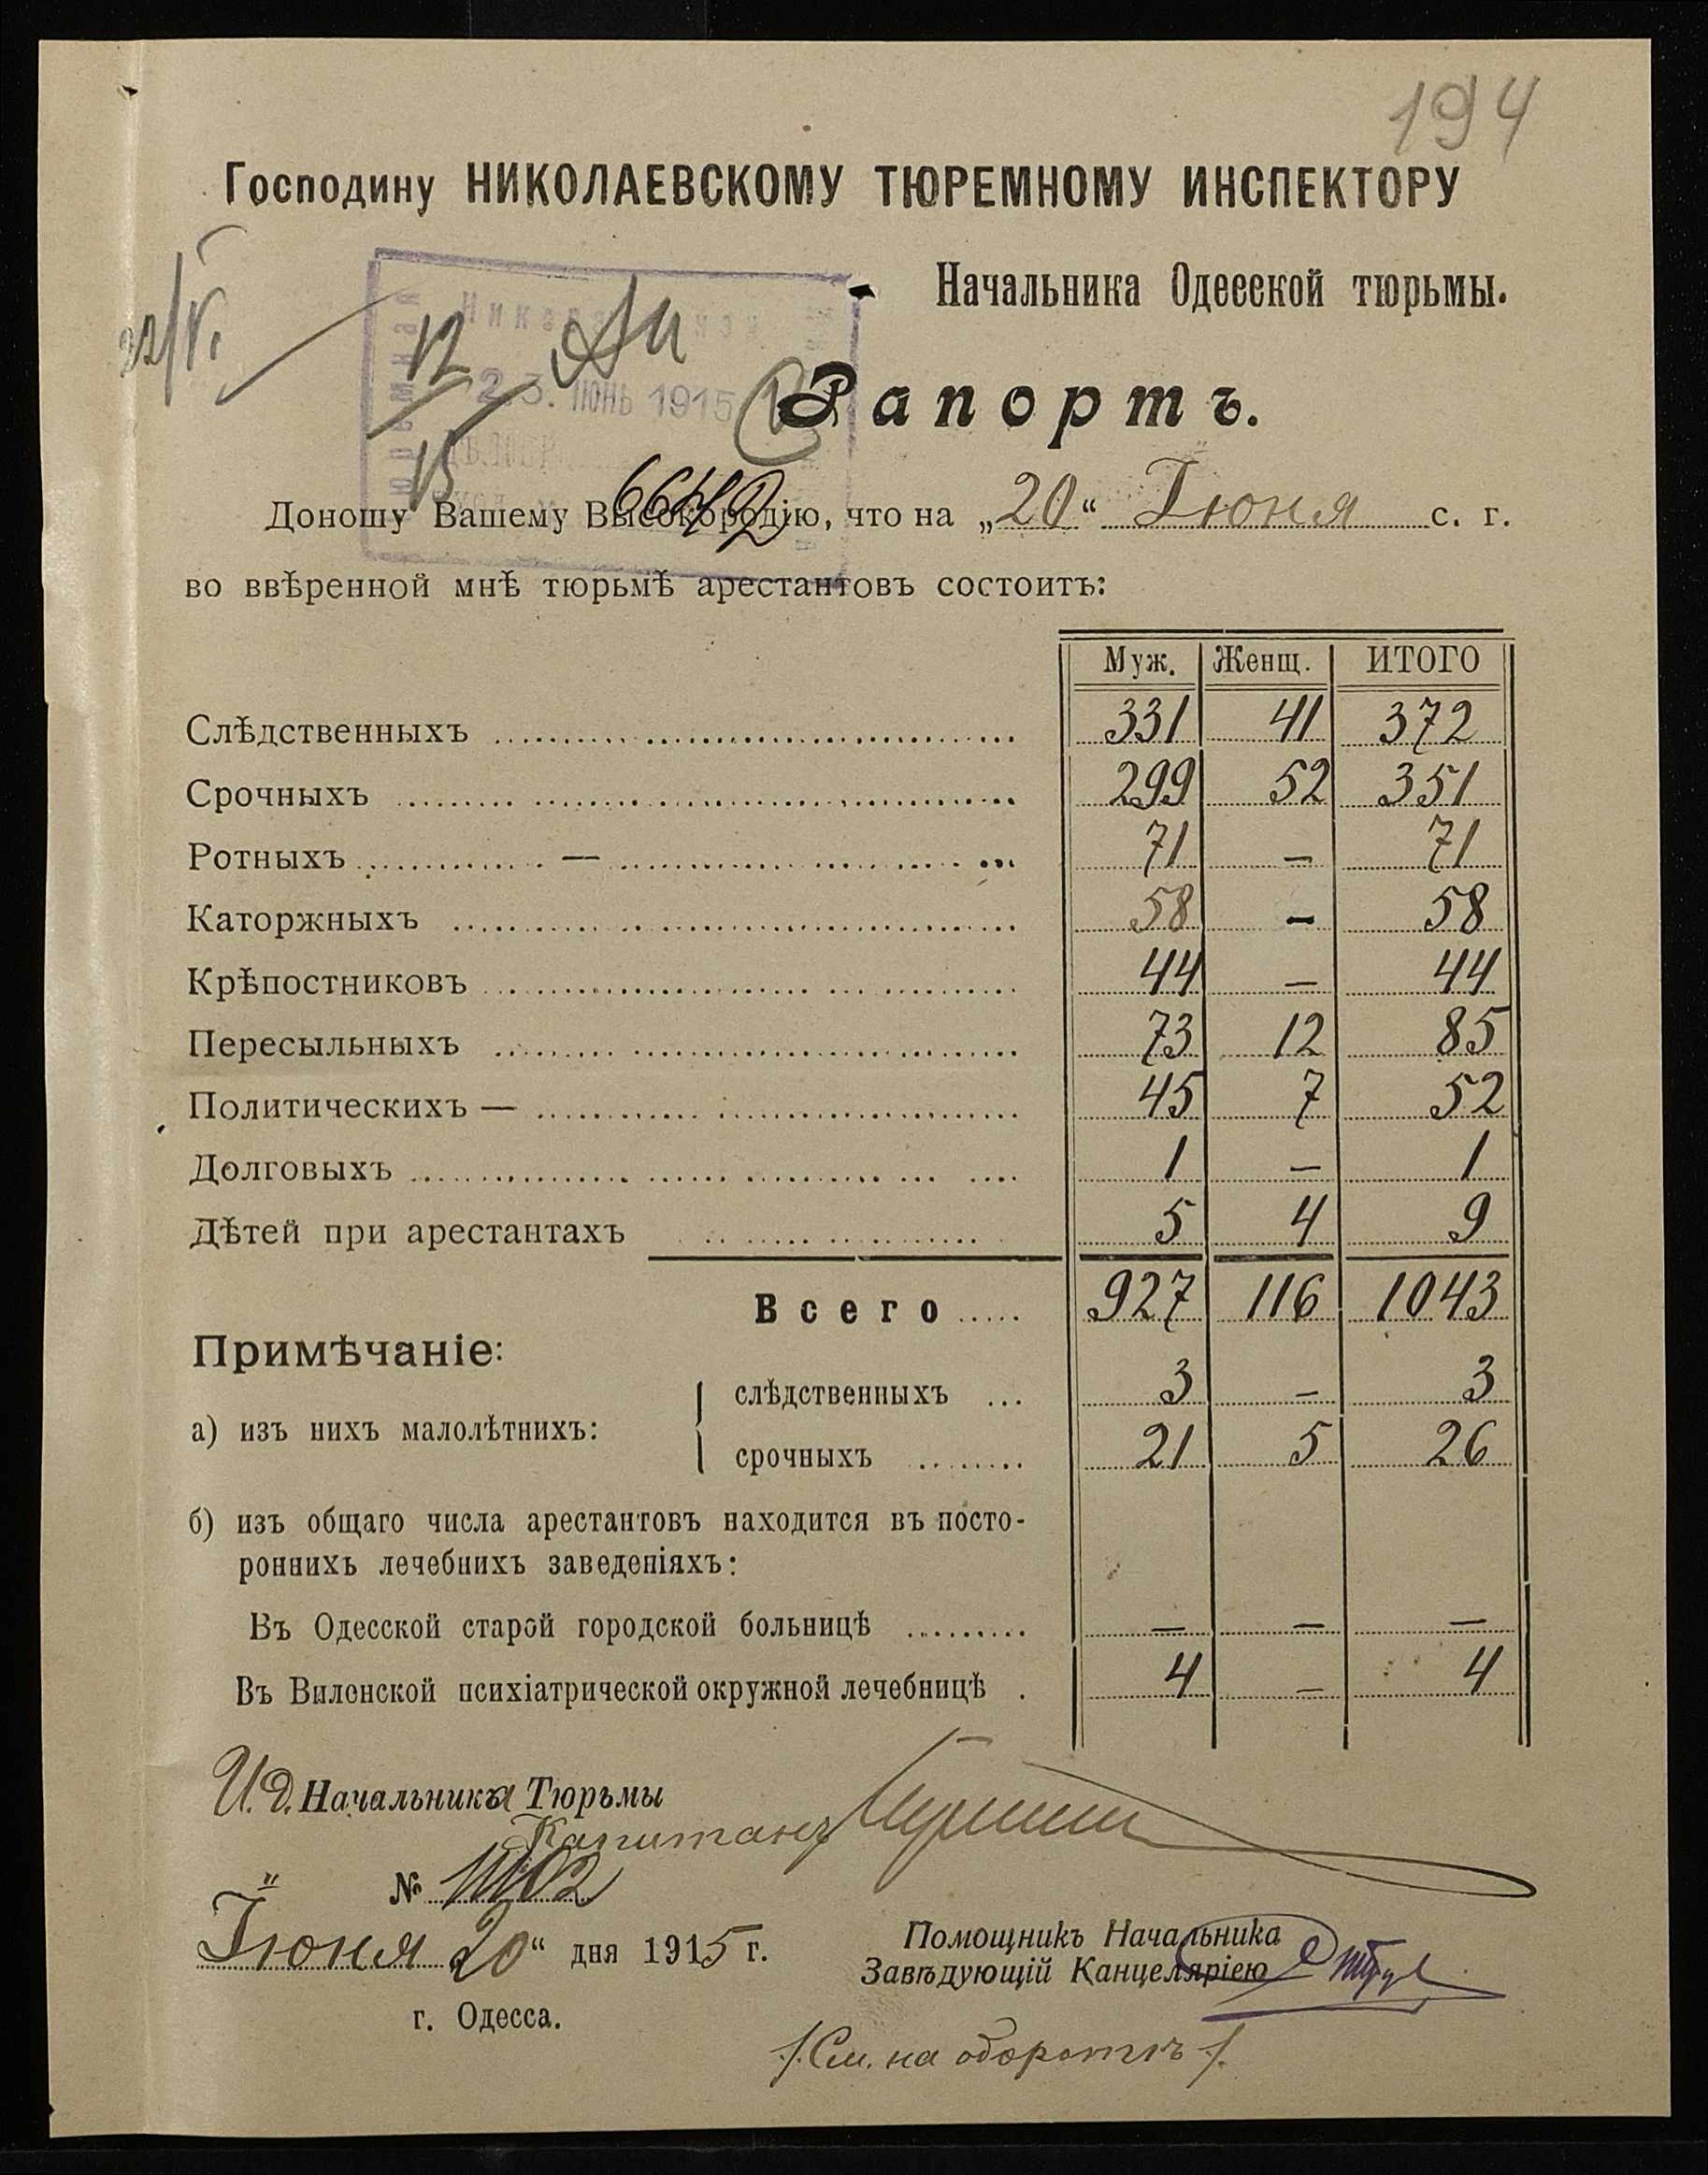 194
Господину НИКОЛАЕВСКОМУ ТЮРЕМНОМУ ИНСПЕКТОРУ
Начальника Одесской тюрьмы.
23. ІЮНЬ 1915
Рапортъ.
Доношу Вашему Высокородію, что на „20“ Іюня с. г.
во ввѣренной мнѣ тюрьмѣ арестантовъ состоитъ:
Муж. Женщ. ИТОГО
Слѣдственныхъ 331 41 372
Срочныхъ 299 52 351
Ротныхъ — 71 — 71
Каторжныхъ 58 — 58
Крѣпостниковъ 44 — 44
Пересыльныхъ 73 12 85
Политическихъ — 45 7 52
Долговыхъ 1 — 1
Дѣтей при арестантахъ 5 4 9
Всего 927 116 1043
Примѣчаніе:
слѣдственныхъ 3 — 3
а) изъ нихъ малолѣтнихъ:
срочныхъ 21 5 26
б) изъ общаго числа арестантовъ находится въ посто-
роннихъ лечебнихъ заведеніяхъ:
Въ Одесской старой городской больницѣ — — —
Въ Виленской психіатрической окружной лечебницѣ 4 — 4
И. д. Начальника Тюрьмы
Капитанъ
№
Іюня „20“ дня 1915 г.
Помощникъ Начальника
Завѣдующій Канцеляріею
г. Одесса.
/. См. на оборотѣ /.